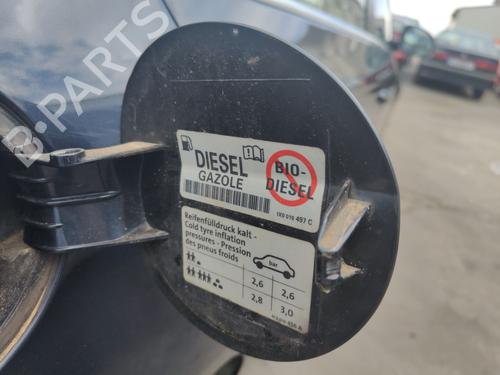 B-PARTS
DIESEL
GAZOLE
BIO-
DIESEL
1K0 010 497 C
Reifenfülldruck kalt -
Cold tyre inflation
pressures - Pression
des pneus froids
bar
2,6 2,6
2,8 3,0